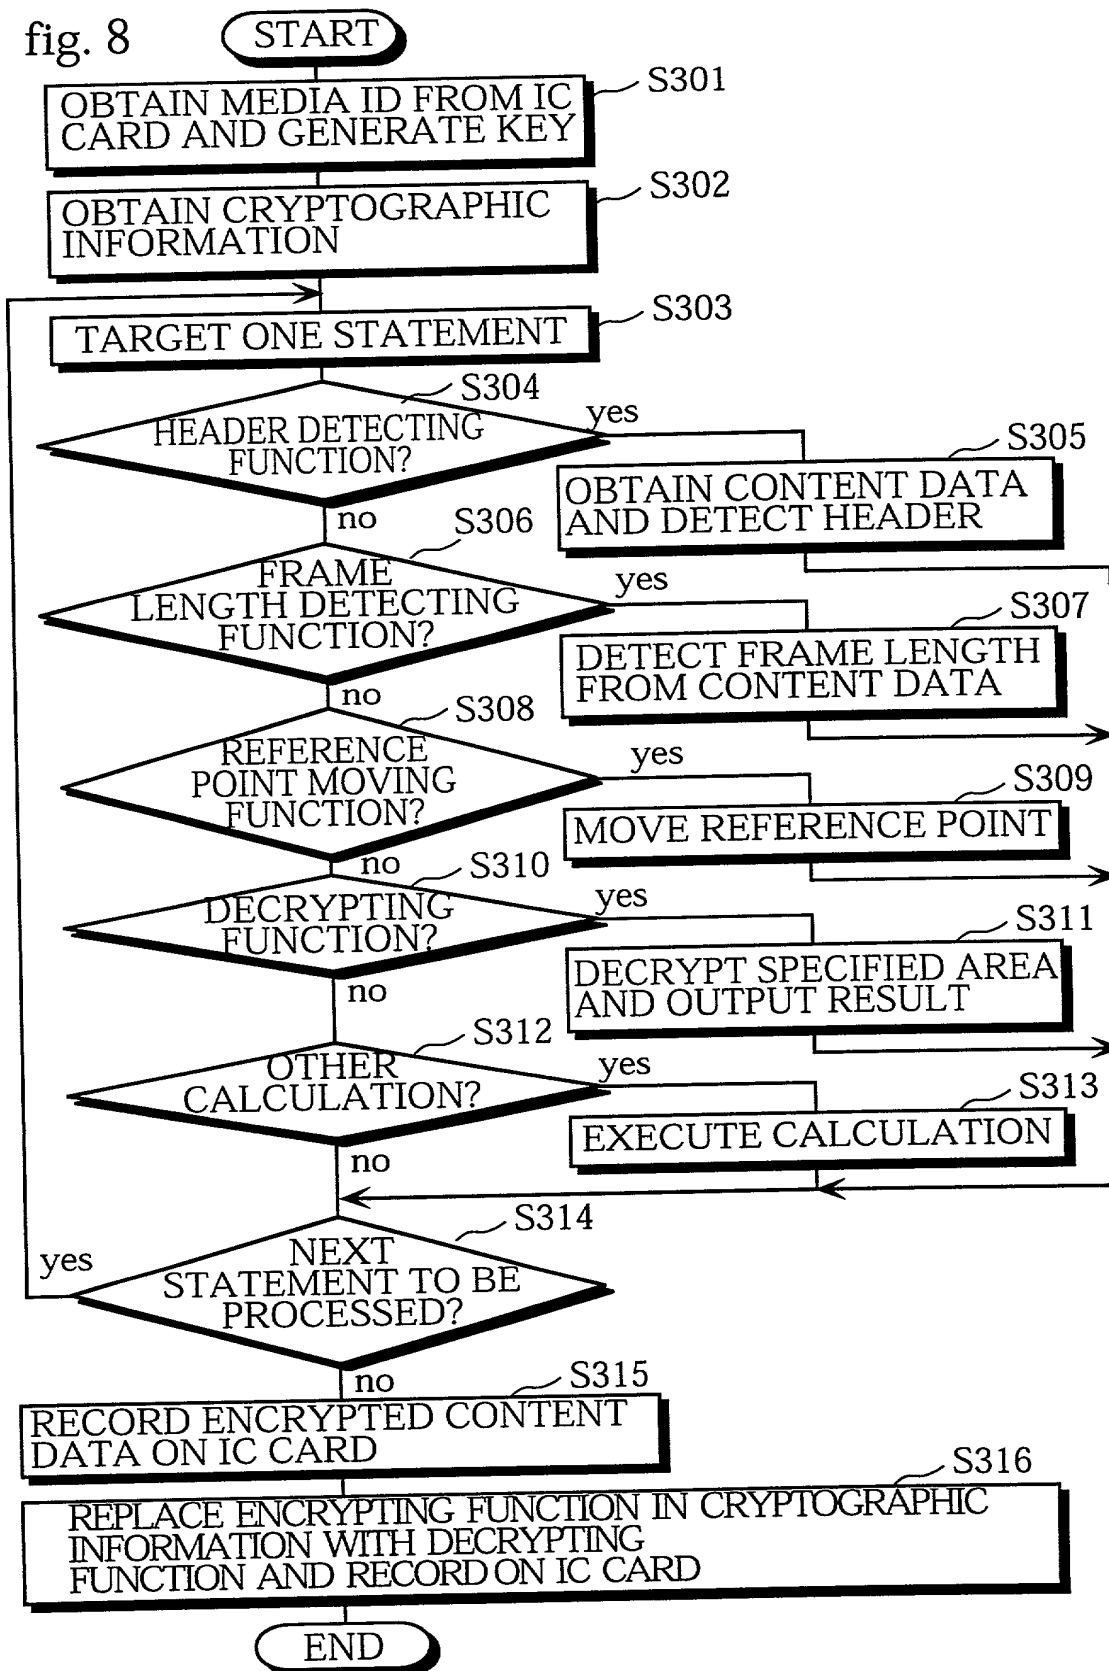 fig. 8
START
S301
OBTAIN MEDIA ID FROM IC
CARD AND GENERATE KEY
S302
OBTAIN CRYPTOGRAPHIC
INFORMATION
S303
TARGET ONE STATEMENT
S304
HEADER DETECTING
FUNCTION?
yes
S305
OBTAIN CONTENT DATA
AND DETECT HEADER
no
S306
FRAME
LENGTH DETECTING
FUNCTION?
yes
S307
DETECT FRAME LENGTH
FROM CONTENT DATA
no
S308
REFERENCE
POINT MOVING
FUNCTION?
yes
S309
MOVE REFERENCE POINT
no
S310
DECRYPTING
FUNCTION?
yes
S311
DECRYPT SPECIFIED AREA
AND OUTPUT RESULT
no
S312
OTHER
CALCULATION?
yes
S313
EXECUTE CALCULATION
no
S314
NEXT
STATEMENT TO BE
PROCESSED?
yes
no
S315
RECORD ENCRYPTED CONTENT
DATA ON IC CARD
S316
REPLACE ENCRYPTING FUNCTION IN CRYPTOGRAPHIC
INFORMATION WITH DECRYPTING
FUNCTION AND RECORD ON IC CARD
END